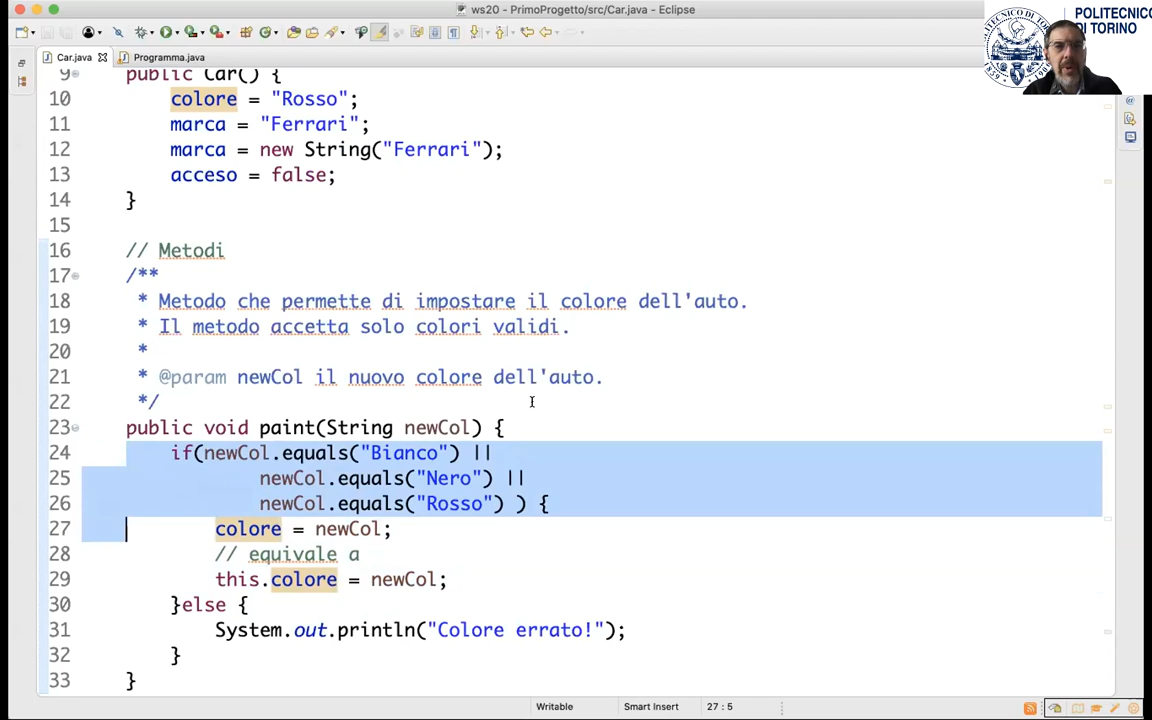 ws20 - PrimoProgetto/src/Car.java - Eclipse
POLITECNICO
DI TORINO
1859
Car.java
Programma.java
9 public Car() {
10 colore = "Rosso";
11 marca = "Ferrari";
12 marca = new String("Ferrari");
13 acceso = false;
14 }
15
16 // Metodi
17 /**
18 * Metodo che permette di impostare il colore dell'auto.
19 * Il metodo accetta solo colori validi.
20 *
21 * @param newCol il nuovo colore dell'auto.
22 */
23 public void paint(String newCol) {
24 if(newCol.equals("Bianco") ||
25 newCol.equals("Nero") ||
26 newCol.equals("Rosso") ) {
27 colore = newCol;
28 // equivale a
29 this.colore = newCol;
30 }else {
31 System.out.println("Colore errato!");
32 }
33 }
Writable
Smart Insert
27 : 5